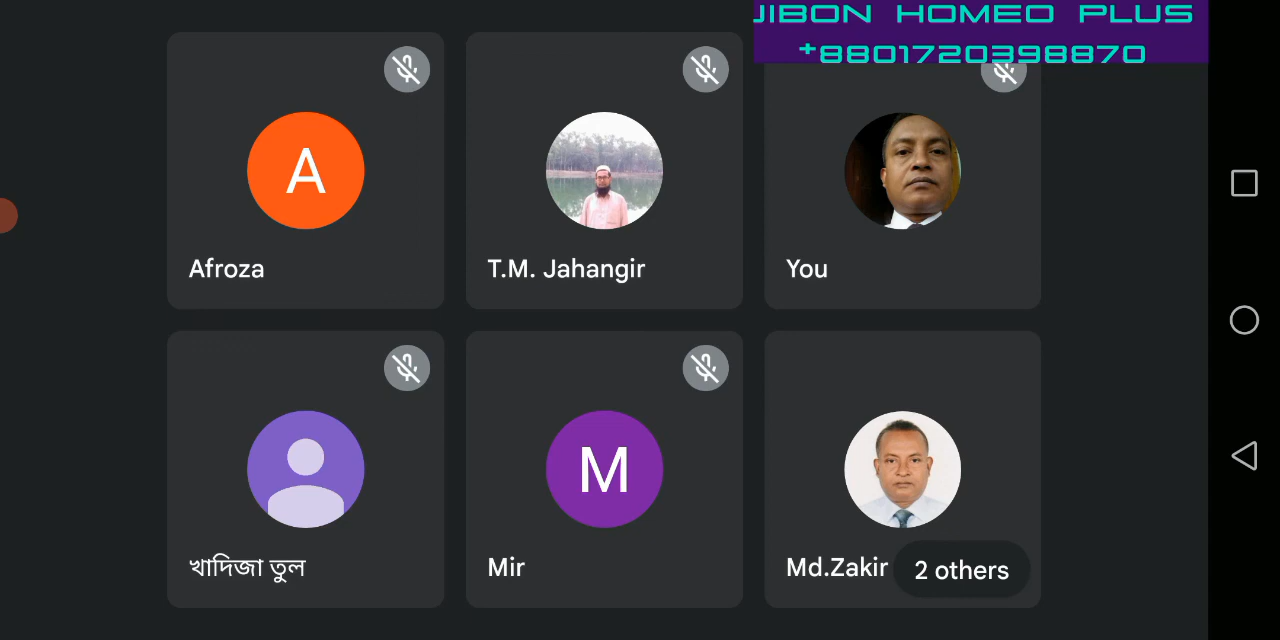 JIBON HOMEO PLUS
+8801720398870
A
Afroza
T.M. Jahangir
You
খাদিজা তুল
M
Mir
Md.Zakir
2 others